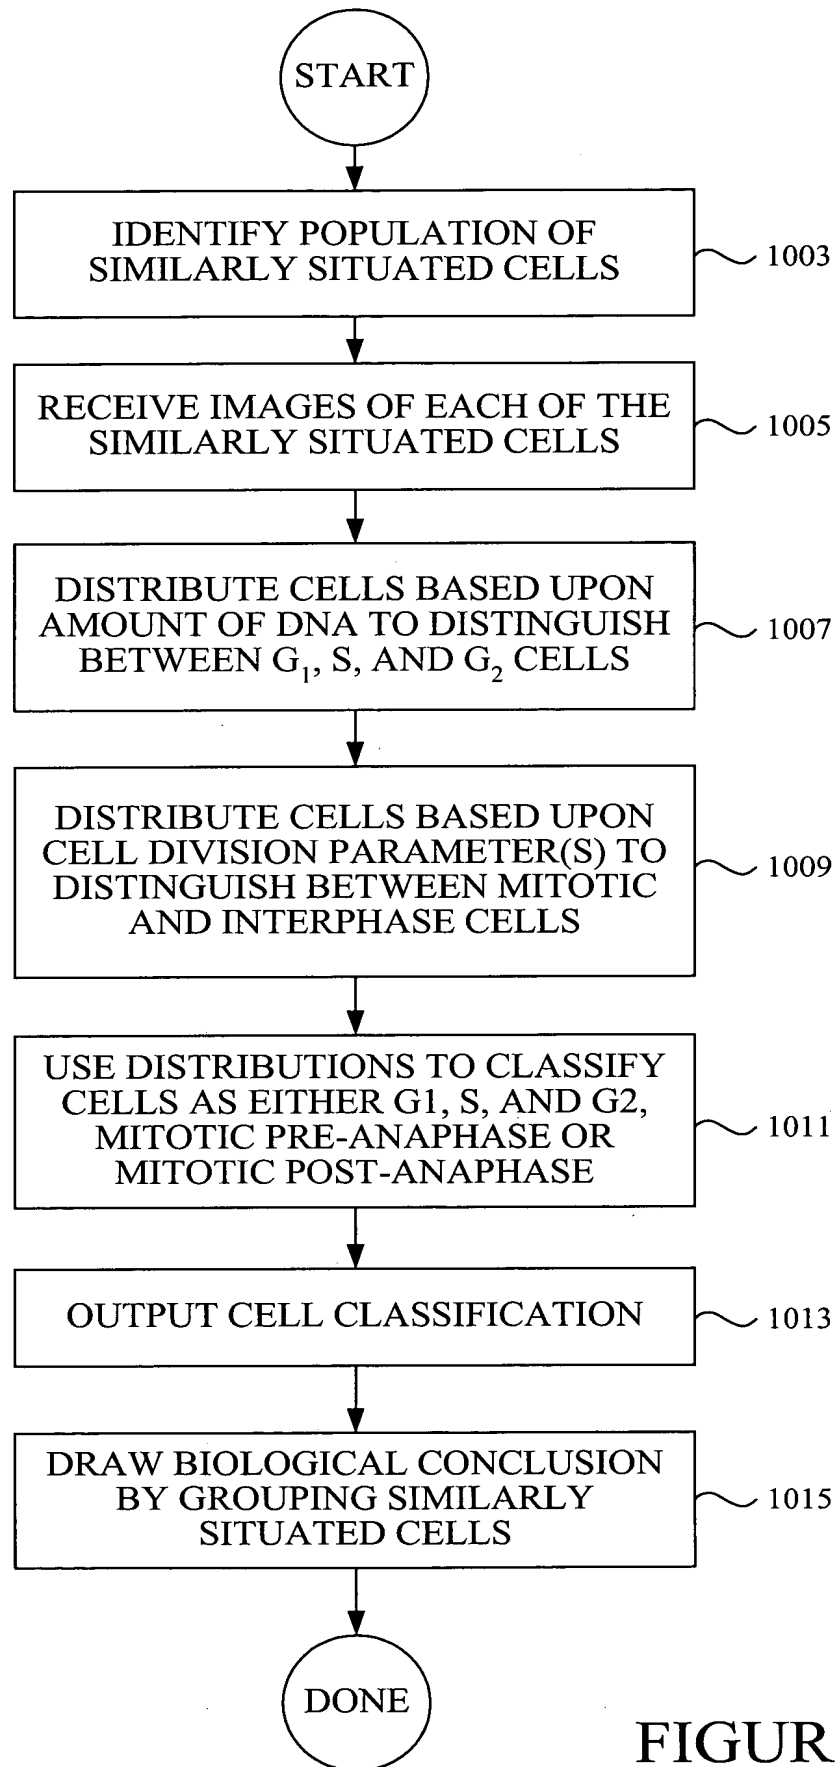 START
IDENTIFY POPULATION OF
SIMILARLY SITUATED CELLS
1003
RECEIVE IMAGES OF EACH OF THE
SIMILARLY SITUATED CELLS
1005
DISTRIBUTE CELLS BASED UPON
AMOUNT OF DNA TO DISTINGUISH
BETWEEN G₁, S, AND G₂ CELLS
1007
DISTRIBUTE CELLS BASED UPON
CELL DIVISION PARAMETER(S) TO
DISTINGUISH BETWEEN MITOTIC
AND INTERPHASE CELLS
1009
USE DISTRIBUTIONS TO CLASSIFY
CELLS AS EITHER G1, S, AND G2,
MITOTIC PRE-ANAPHASE OR
MITOTIC POST-ANAPHASE
1011
OUTPUT CELL CLASSIFICATION
1013
DRAW BIOLOGICAL CONCLUSION
BY GROUPING SIMILARLY
SITUATED CELLS
1015
DONE
FIGUR